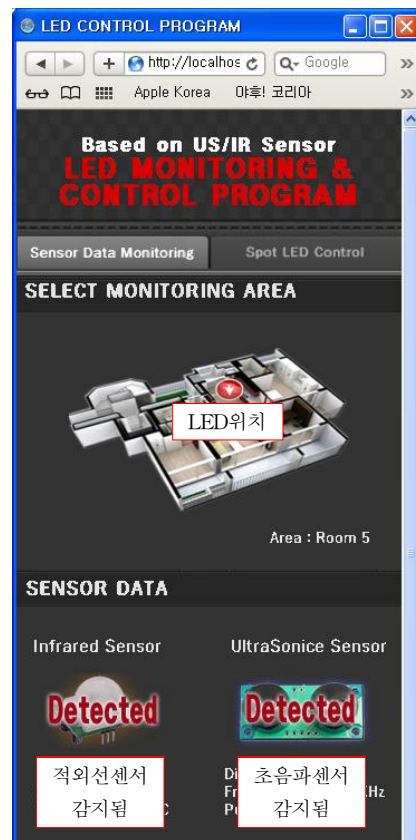 LED CONTROL PROGRAM
http://localhos
Google
Apple Korea 야후! 코리아
Based on US/IR Sensor
LED MONITORING &
CONTROL PROGRAM
Sensor Data Monitoring
Spot LED Control
SELECT MONITORING AREA
LED위치
Area : Room 5
SENSOR DATA
Infrared Sensor
UltraSonice Sensor
Detected
Detected
적외선센서
감지됨
초음파센서
감지됨